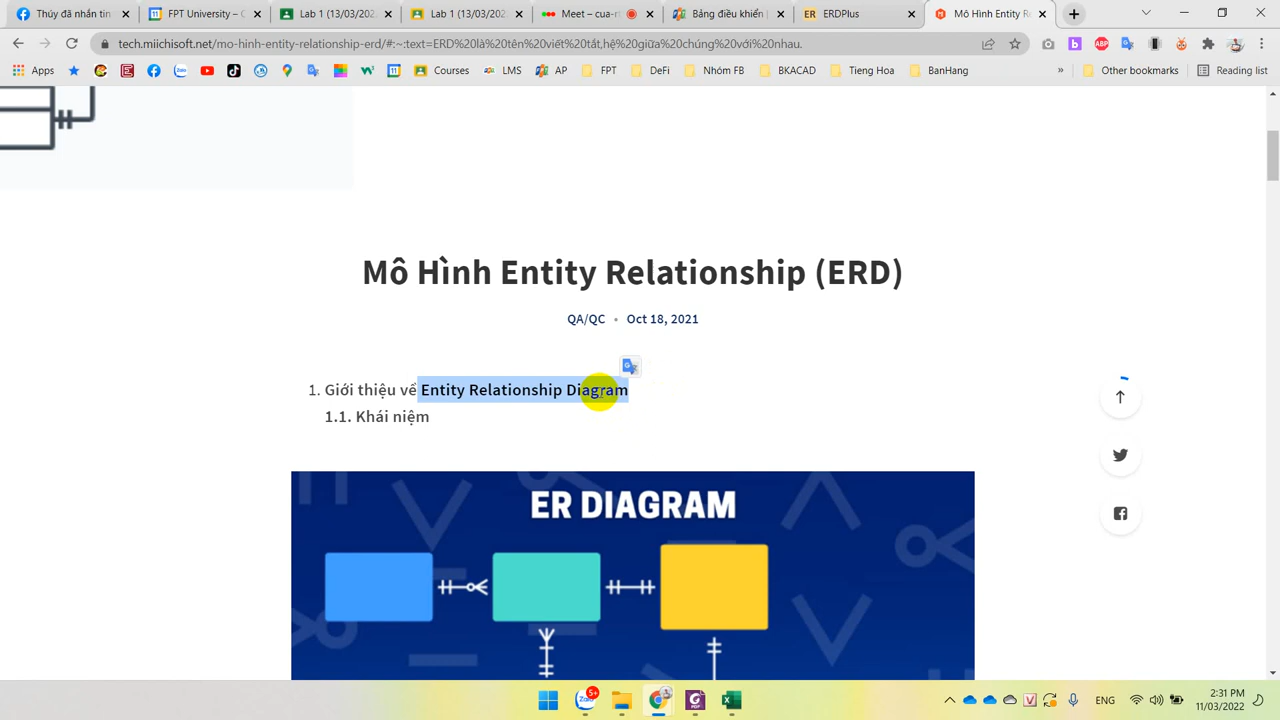 Thúy đã nhắn tin
FPT University -
Lab 1 (13/03/202
Lab 1 (13/03/202
Meet – cua-r
Bảng điều khiển
ERDPlus
Mô Hình Entity R
tech.miichisoft.net/mo-hinh-entity-relationship-erd/#:~:text=ERD%20là%20tên%20viết%20tắt,hệ%20giữa%20chúng%20với%20nhau.
Apps
Courses
LMS
AP
FPT
DeFi
Nhóm FB
BKACAD
Tieng Hoa
BanHang
»
Other bookmarks
Reading list
Mô Hình Entity Relationship (ERD)
QA/QC • Oct 18, 2021
1. Giới thiệu về Entity Relationship Diagram
1.1. Khái niệm
ER DIAGRAM
5+
ENG
2:31 PM
11/03/2022